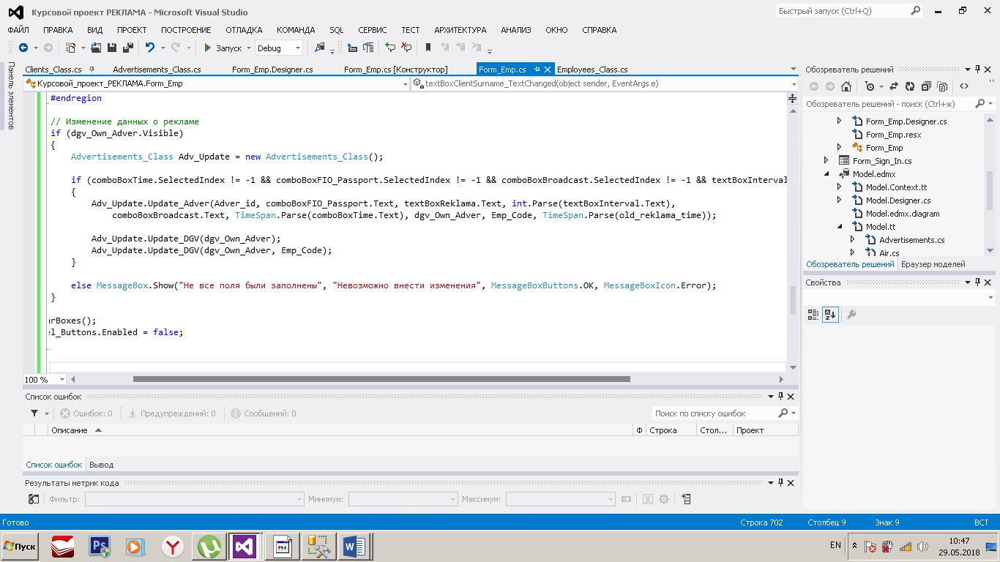 Курсовой проект РЕКЛАМА - Microsoft Visual Studio
Быстрый запуск (Ctrl+Q)
ФАЙЛ ПРАВКА ВИД ПРОЕКТ ПОСТРОЕНИЕ ОТЛАДКА КОМАНДА SQL СЕРВИС ТЕСТ АРХИТЕКТУРА АНАЛИЗ ОКНО СПРАВКА
Запуск Debug
Панель элементов
Clients_Class.cs Advertisements_Class.cs Form_Emp.Designer.cs Form_Emp.cs [Конструктор] Form_Emp.cs Employees_Class.cs
Курсовой_проект_РЕКЛАМА.Form_Emp textBoxClientSurname_TextChanged(object sender, EventArgs e)
#endregion
// Изменение данных о рекламе
if (dgv_Own_Adver.Visible)
{
Advertisements_Class Adv_Update = new Advertisements_Class();
if (comboBoxTime.SelectedIndex != -1 && comboBoxFIO_Passport.SelectedIndex != -1 && comboBoxBroadcast.SelectedIndex != -1 && textBoxInterval
{
Adv_Update.Update_Adver(Adver_id, comboBoxFIO_Passport.Text, textBoxReklama.Text, int.Parse(textBoxInterval.Text),
comboBoxBroadcast.Text, TimeSpan.Parse(comboBoxTime.Text), dgv_Own_Adver, Emp_Code, TimeSpan.Parse(old_reklama_time));
Adv_Update.Update_DGV(dgv_Own_Adver);
Adv_Update.Update_DGV(dgv_Own_Adver, Emp_Code);
}
else MessageBox.Show("Не все поля были заполнены", "Невозможно внести изменения", MessageBoxButtons.OK, MessageBoxIcon.Error);
}
arBoxes();
el_Buttons.Enabled = false;
100 %
Список ошибок
Ошибок: 0 Предупреждений: 0 Сообщений: 0
Поиск по списку ошибок
Описание Ф Строка Стол... Проект
Список ошибок Вывод
Результаты метрик кода
Фильтр: Минимум: Максимум:
Обозреватель решений
Обозреватель решений - поиск (Ctrl+ж)
Form_Emp.Designer.cs
Form_Emp.resx
Form_Emp
Form_Sign_In.cs
Model.edmx
Model.Context.tt
Model.Designer.cs
Model.edmx.diagram
Model.tt
Advertisements.cs
Air.cs
Обозреватель решений Браузер моделей
Свойства
Готово Строка 702 Столбец 9 Знак 9 ВСТ
Пуск
EN
10:47
29.05.2018